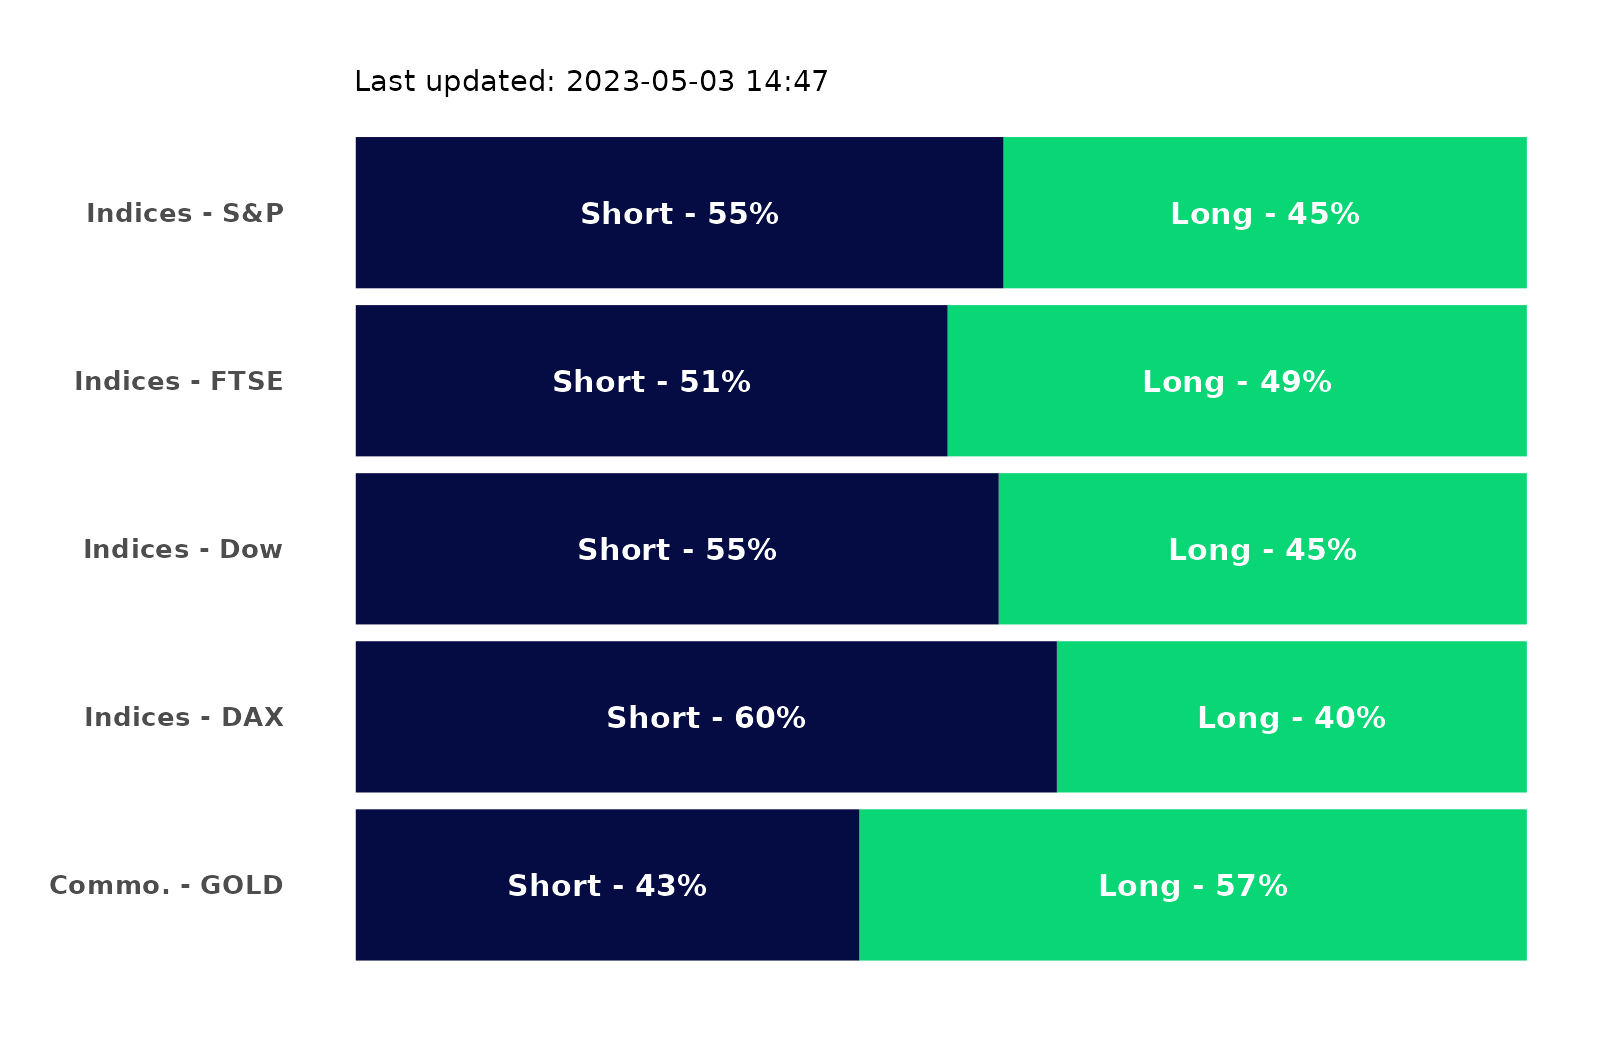 Last updated: 2023-05-03 14:47
Indices - S&P Short - 55% Long - 45%
Indices - FTSE Short - 51% Long - 49%
Indices - Dow Short - 55% Long - 45%
Indices - DAX Short - 60% Long - 40%
Commo. - GOLD Short - 43% Long - 57%